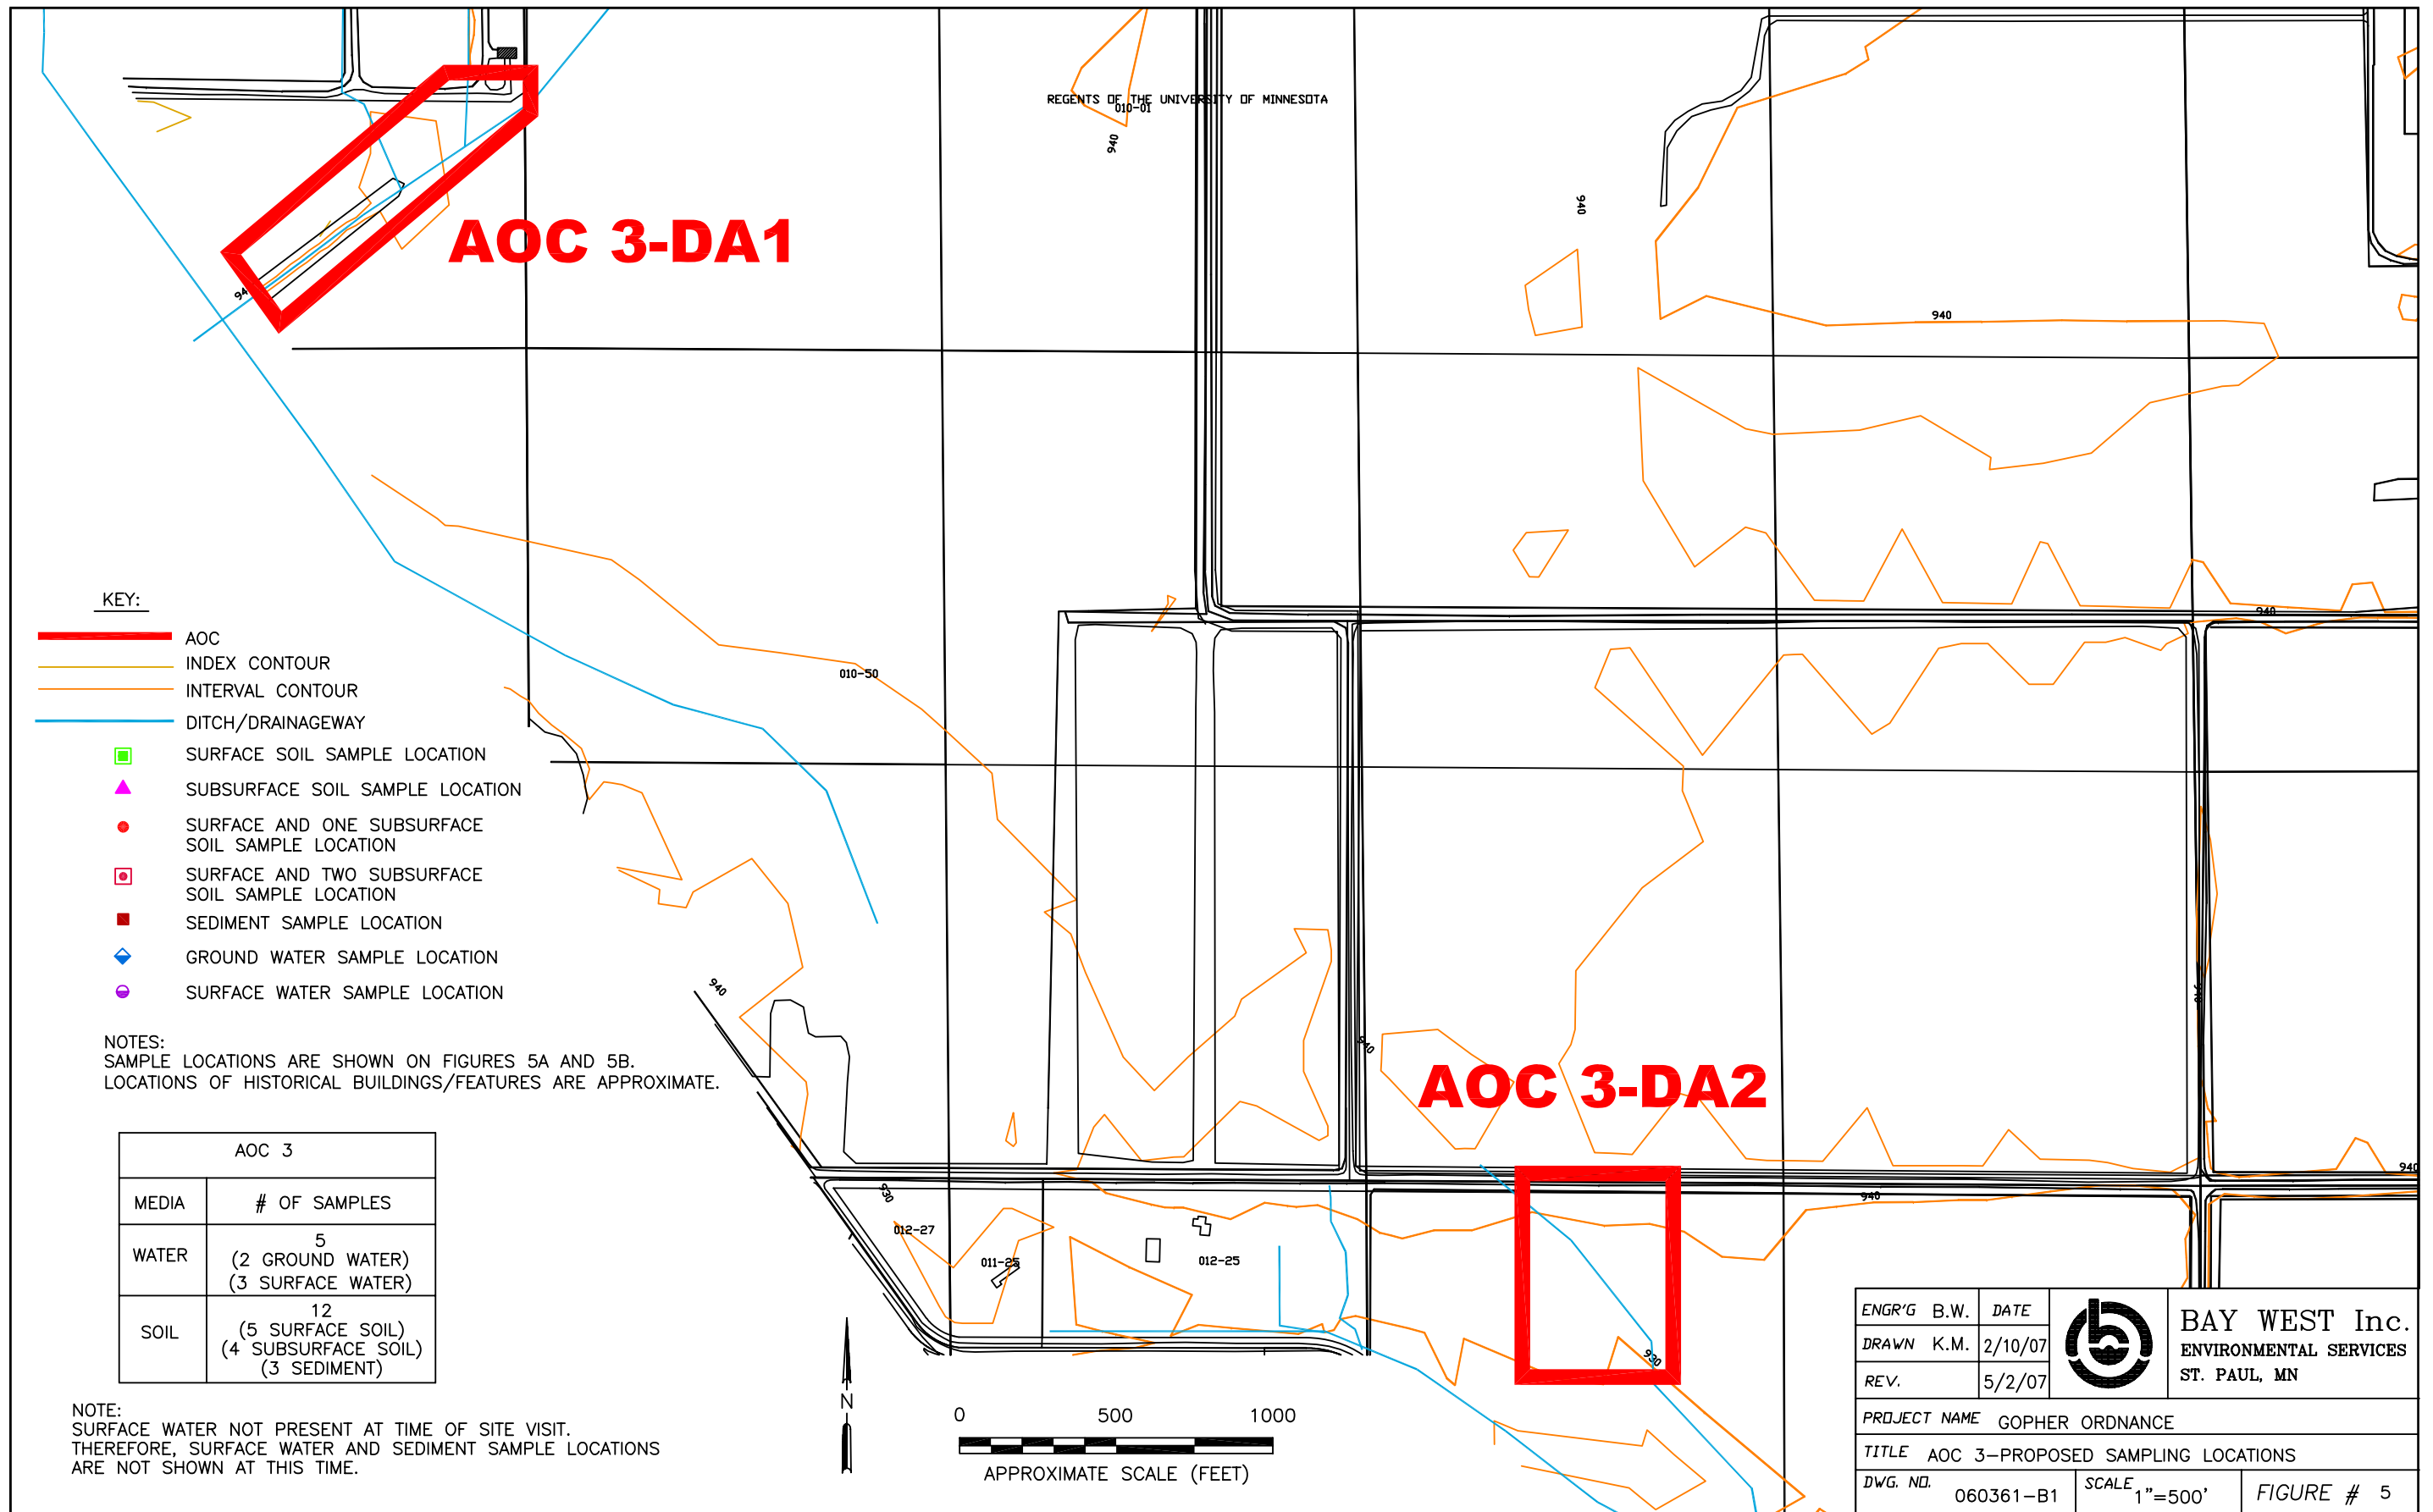 REGENTS OF THE UNIVERSITY OF MINNESOTA
010-01
940
940
AOC 3-DA1
940
KEY:
AOC
INDEX CONTOUR
INTERVAL CONTOUR
DITCH/DRAINAGEWAY
SURFACE SOIL SAMPLE LOCATION
SUBSURFACE SOIL SAMPLE LOCATION
SURFACE AND ONE SUBSURFACE
SOIL SAMPLE LOCATION
SURFACE AND TWO SUBSURFACE
SOIL SAMPLE LOCATION
SEDIMENT SAMPLE LOCATION
GROUND WATER SAMPLE LOCATION
SURFACE WATER SAMPLE LOCATION
940
010-50
940
940
940
AOC 3-DA2
NOTES:
SAMPLE LOCATIONS ARE SHOWN ON FIGURES 5A AND 5B.
LOCATIONS OF HISTORICAL BUILDINGS/FEATURES ARE APPROXIMATE.
AOC 3
MEDIA # OF SAMPLES
WATER
5
(2 GROUND WATER)
(3 SURFACE WATER)
SOIL
12
(5 SURFACE SOIL)
(4 SUBSURFACE SOIL)
(3 SEDIMENT)
940
930
012-27
011-25
012-25
940
930
NOTE:
SURFACE WATER NOT PRESENT AT TIME OF SITE VISIT.
THEREFORE, SURFACE WATER AND SEDIMENT SAMPLE LOCATIONS
ARE NOT SHOWN AT THIS TIME.
N
0 500 1000
APPROXIMATE SCALE (FEET)
ENGR'G B.W. DATE
DRAWN K.M. 2/10/07
REV. 5/2/07
BAY WEST Inc.
ENVIRONMENTAL SERVICES
ST. PAUL, MN
PROJECT NAME GOPHER ORDNANCE
TITLE AOC 3-PROPOSED SAMPLING LOCATIONS
DWG. NO. 060361-B1 SCALE 1"=500' FIGURE # 5